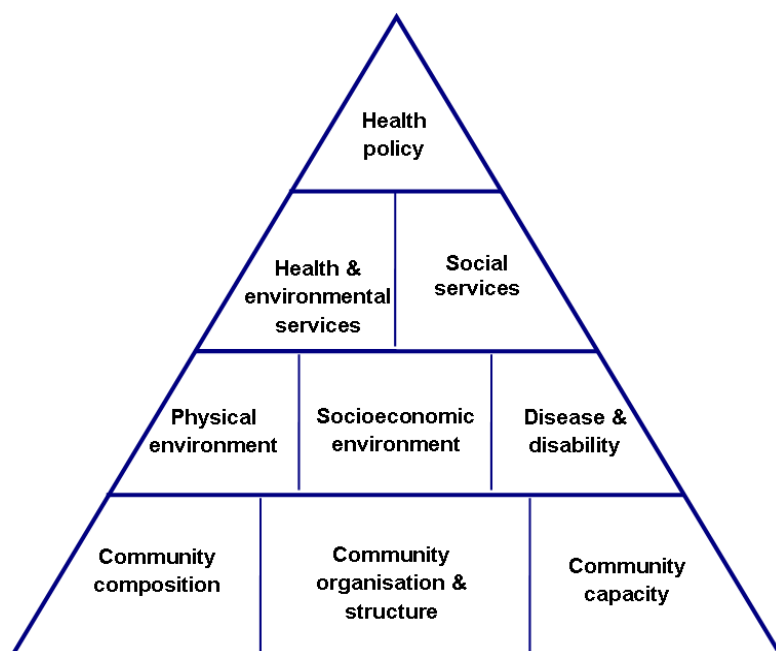 Health
policy
Health &
environmental
services
Social
services
Physical
environment
Socioeconomic
environment
Disease &
disability
Community
composition
Community
organisation &
structure
Community
capacity